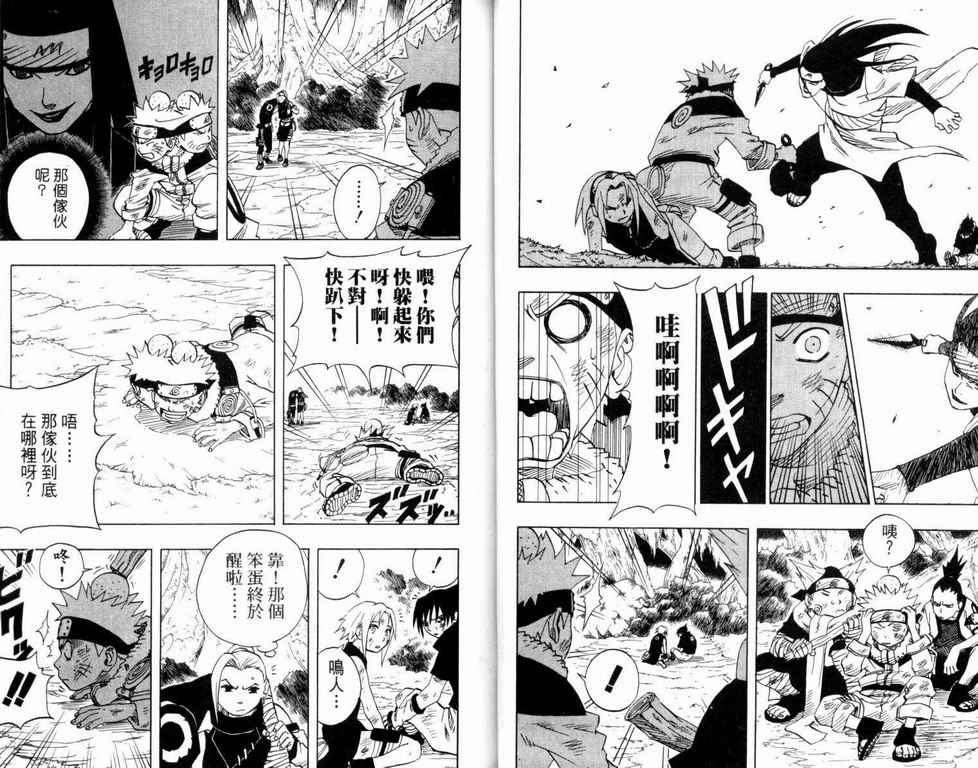 ドキャ
哇啊啊啊啊！
咦？
！
……！
キョロキョロ
那個傢伙
呢？
喂！你們
快躲起來
呀！啊！
不對——
快趴下！
ズズッ…
唔……
那傢伙到底
在哪裡呀？
！
！
鳴人…
靠！那個
笨蛋終於
醒啦……
咚！
ビシッ!!